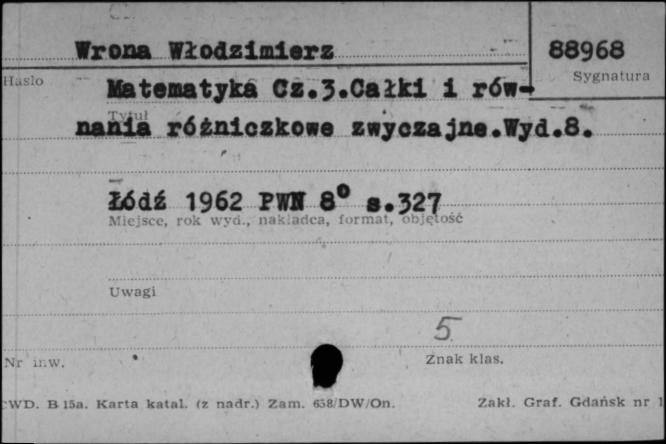 Wrona Włodzimierz 88968
Hasło Sygnatura
Matematyka Cz.3.Całki i rów-
Tytuł
nania różniczkowe zwyczajne.Wyd.8.
Łódź 1962 PWN 8° s.327
Miejsce, rok wyd., nakładca, format, objętość
Uwagi
5
Nr inw. Znak klas.
WD. B 15a. Karta katal. (z nadr.) Zam. 658/DW/On. Zakł. Graf. Gdańsk nr 1